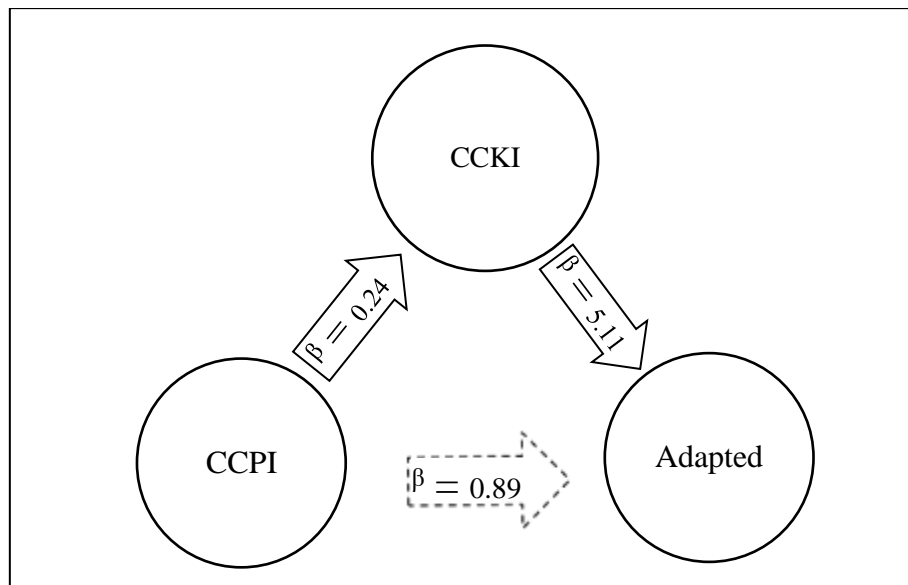 CCKI
β = 0.24
β = 5.11
CCPI
β = 0.89
Adapted